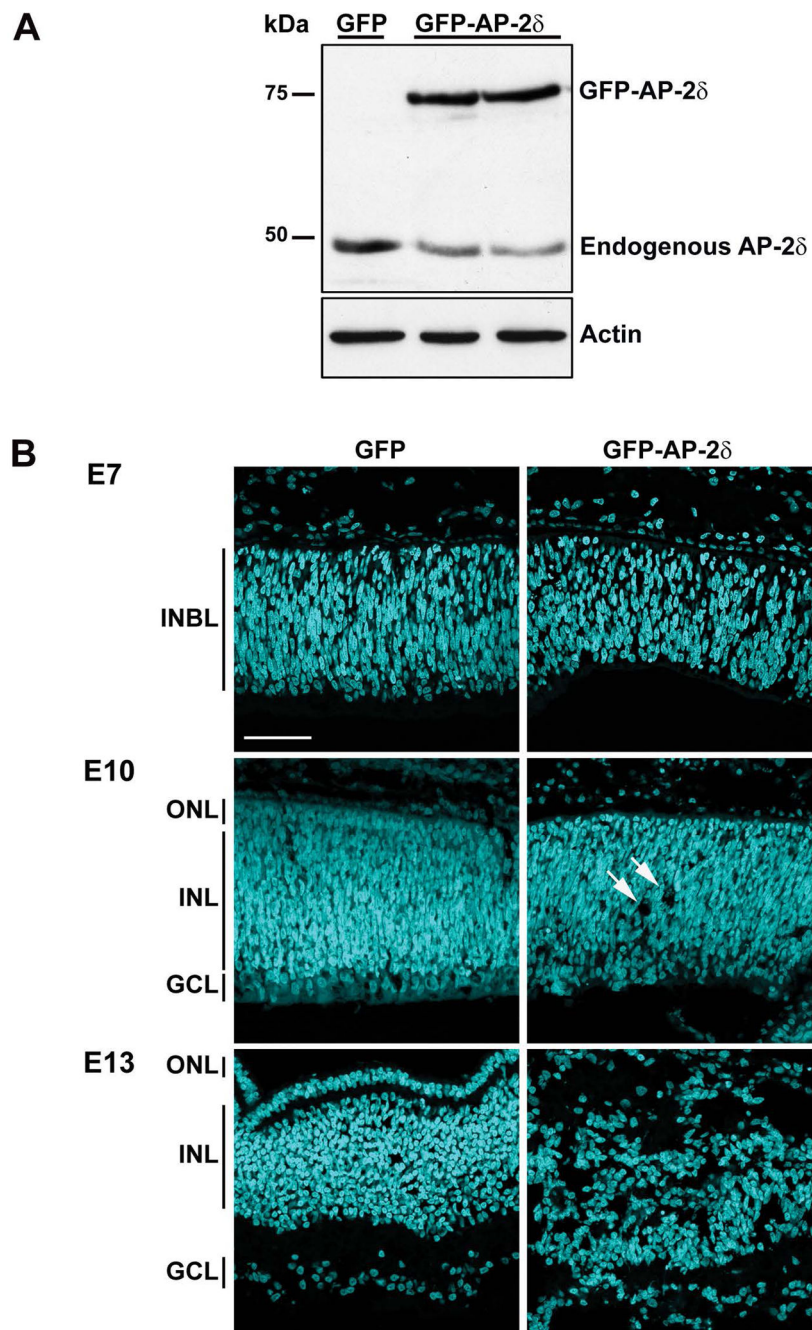 A
kDa GFP GFP-AP-2δ
75 GFP-AP-2δ
50 Endogenous AP-2δ
Actin
B
GFP GFP-AP-2δ
E7
INBL
E10
ONL
INL
GCL
E13
ONL
INL
GCL